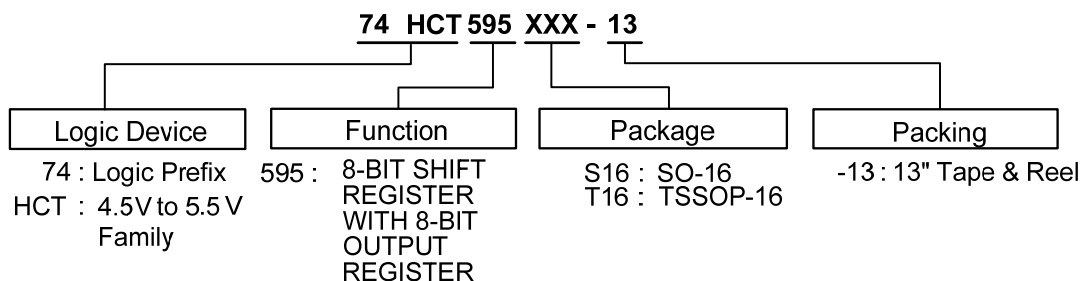 74 HCT 595 XXX - 13
Logic Device
74 : Logic Prefix
HCT : 4.5V to 5.5 V
Family
Function
595 : 8-BIT SHIFT
REGISTER
WITH 8-BIT
OUTPUT
REGISTER
Package
S16 : SO-16
T16 : TSSOP-16
Packing
-13 : 13" Tape & Reel